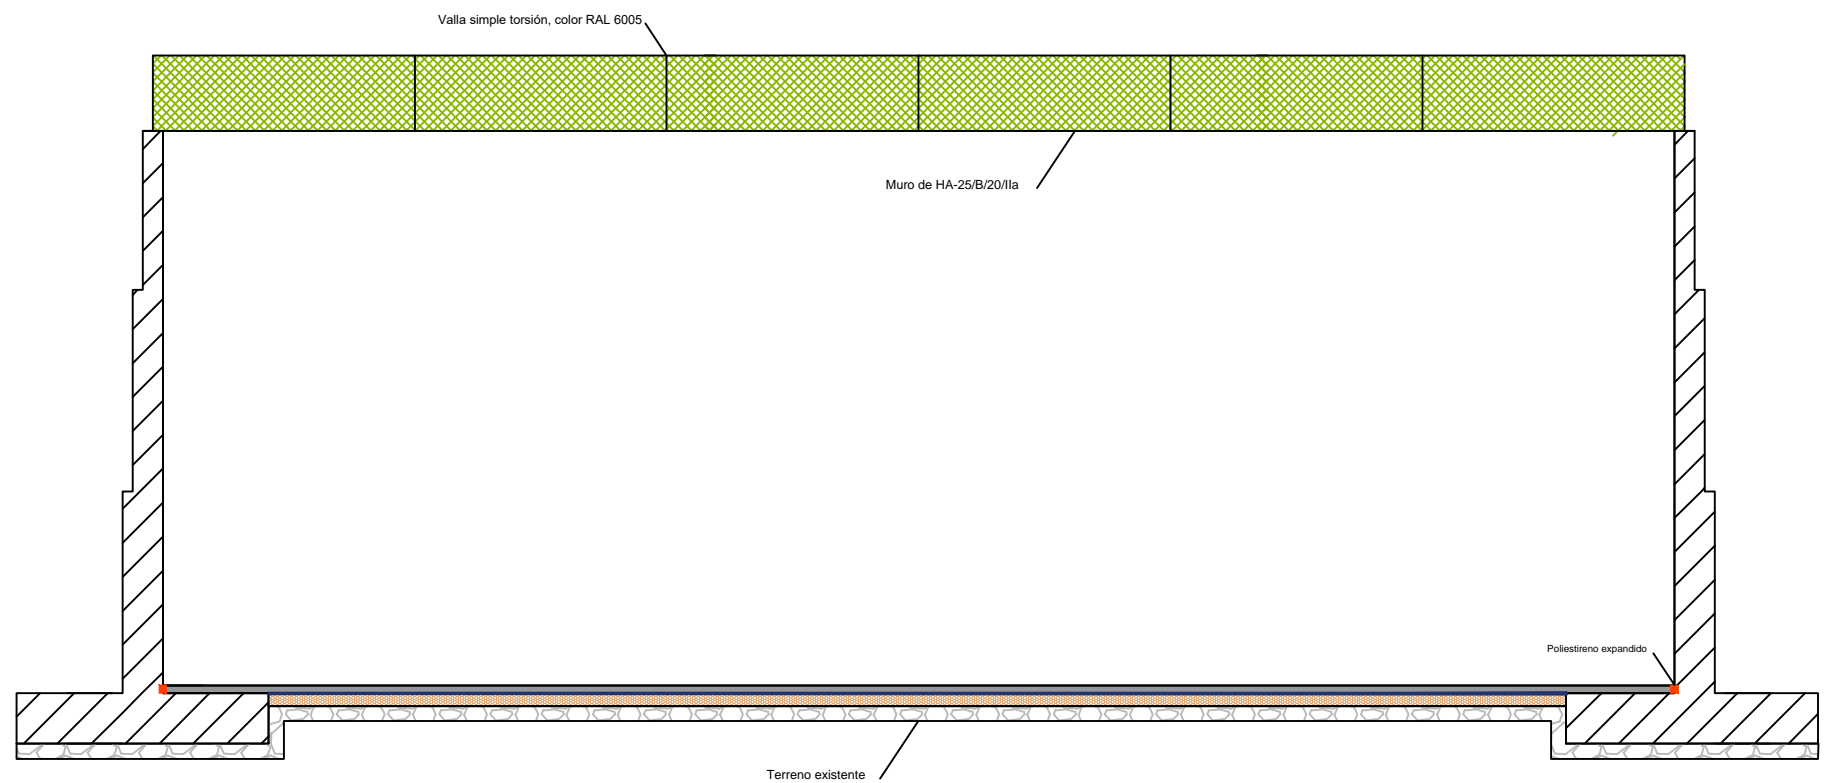 Valla simple torsión, color RAL 6005
Muro de HA-25/B/20/IIa
Poliestireno expandido
Terreno existente